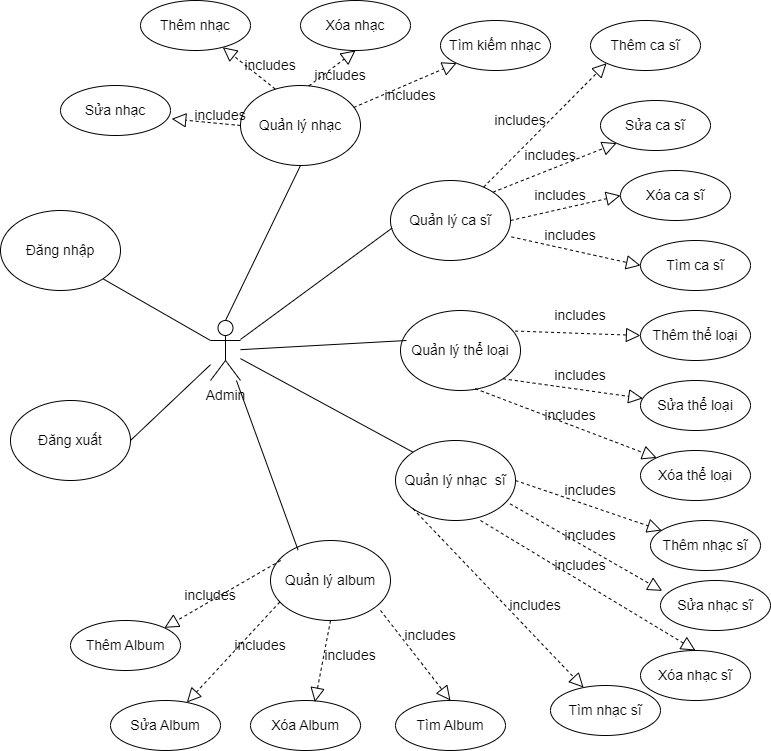 Thêm nhạc
Xóa nhạc
Tìm kiếm nhạc
Thêm ca sĩ
includes
includes
includes
Sửa nhạc
includes
Quản lý nhạc
includes
Sửa ca sĩ
includes
Quản lý ca sĩ
includes
Xóa ca sĩ
includes
Tìm ca sĩ
Đăng nhập
includes
Thêm thể loại
Quản lý thể loại
includes
Sửa thể loại
Admin
includes
Đăng xuất
Xóa thể loại
Quản lý nhạc sĩ
includes
includes
Thêm nhạc sĩ
includes
Quản lý album
includes
includes
Sửa nhạc sĩ
Thêm Album
includes
includes
includes
Xóa nhạc sĩ
Tìm nhạc sĩ
Sửa Album
Xóa Album
Tìm Album